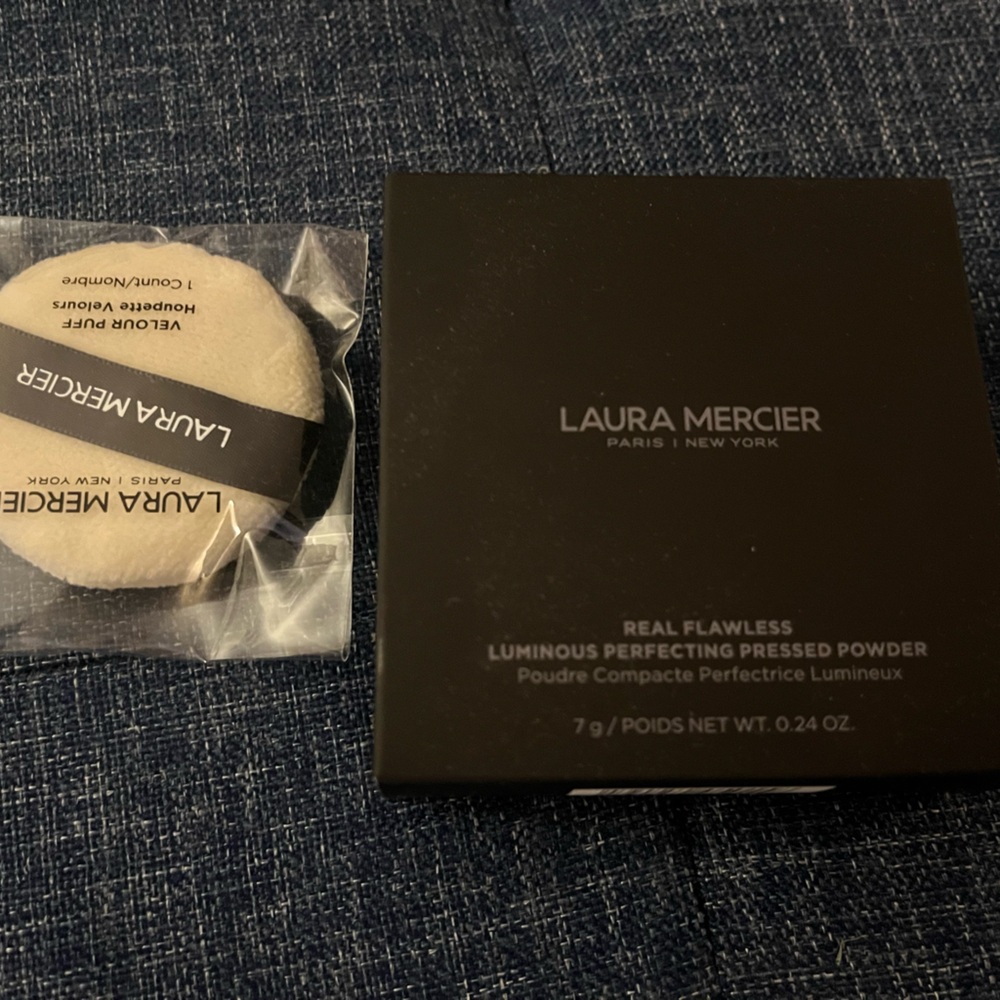 1 Count/Nombre
Houpette Velours
VELOUR PUFF
LAURA MERCIER
PARIS | NEW YORK
LAURA MERCIER
LAURA MERCIER
PARIS | NEW YORK
REAL FLAWLESS
LUMINOUS PERFECTING PRESSED POWDER
Poudre Compacte Perfectrice Lumineux
7 g / POIDS NET WT. 0.24 OZ.